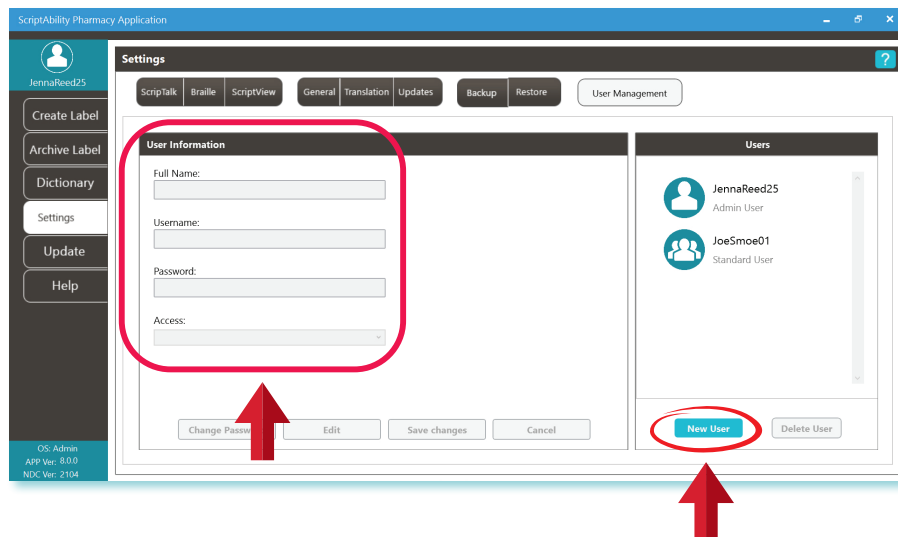 ScriptAbility Pharmacy Application
JennaReed25
Create Label
Archive Label
Dictionary
Settings
Update
Help
OS: Admin
APP Ver: 8.0.0
NDC Ver: 2104
Settings
?
ScripTalk Braille ScriptView General Translation Updates Backup Restore User Management
User Information
Full Name:
Username:
Password:
Access:
Change Passw
Edit
Save changes
Cancel
Users
JennaReed25
Admin User
JoeSmoe01
Standard User
New User
Delete User